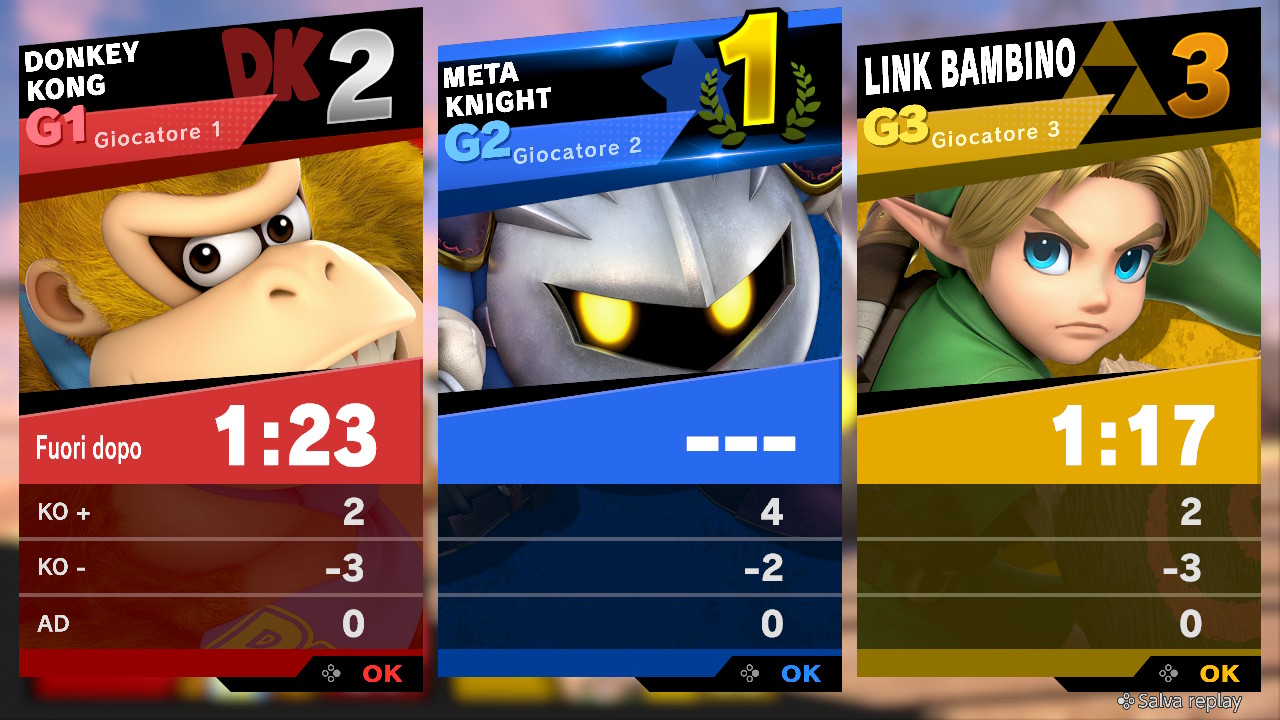 DONKEY
KONG
DK
2
G1 Giocatore 1
Fuori dopo 1:23
KO + 2
KO - -3
AD 0
OK
META
KNIGHT
1
G2 Giocatore 2
---
4
-2
0
OK
LINK BAMBINO
3
G3 Giocatore 3
1:17
2
-3
0
OK
Salva replay